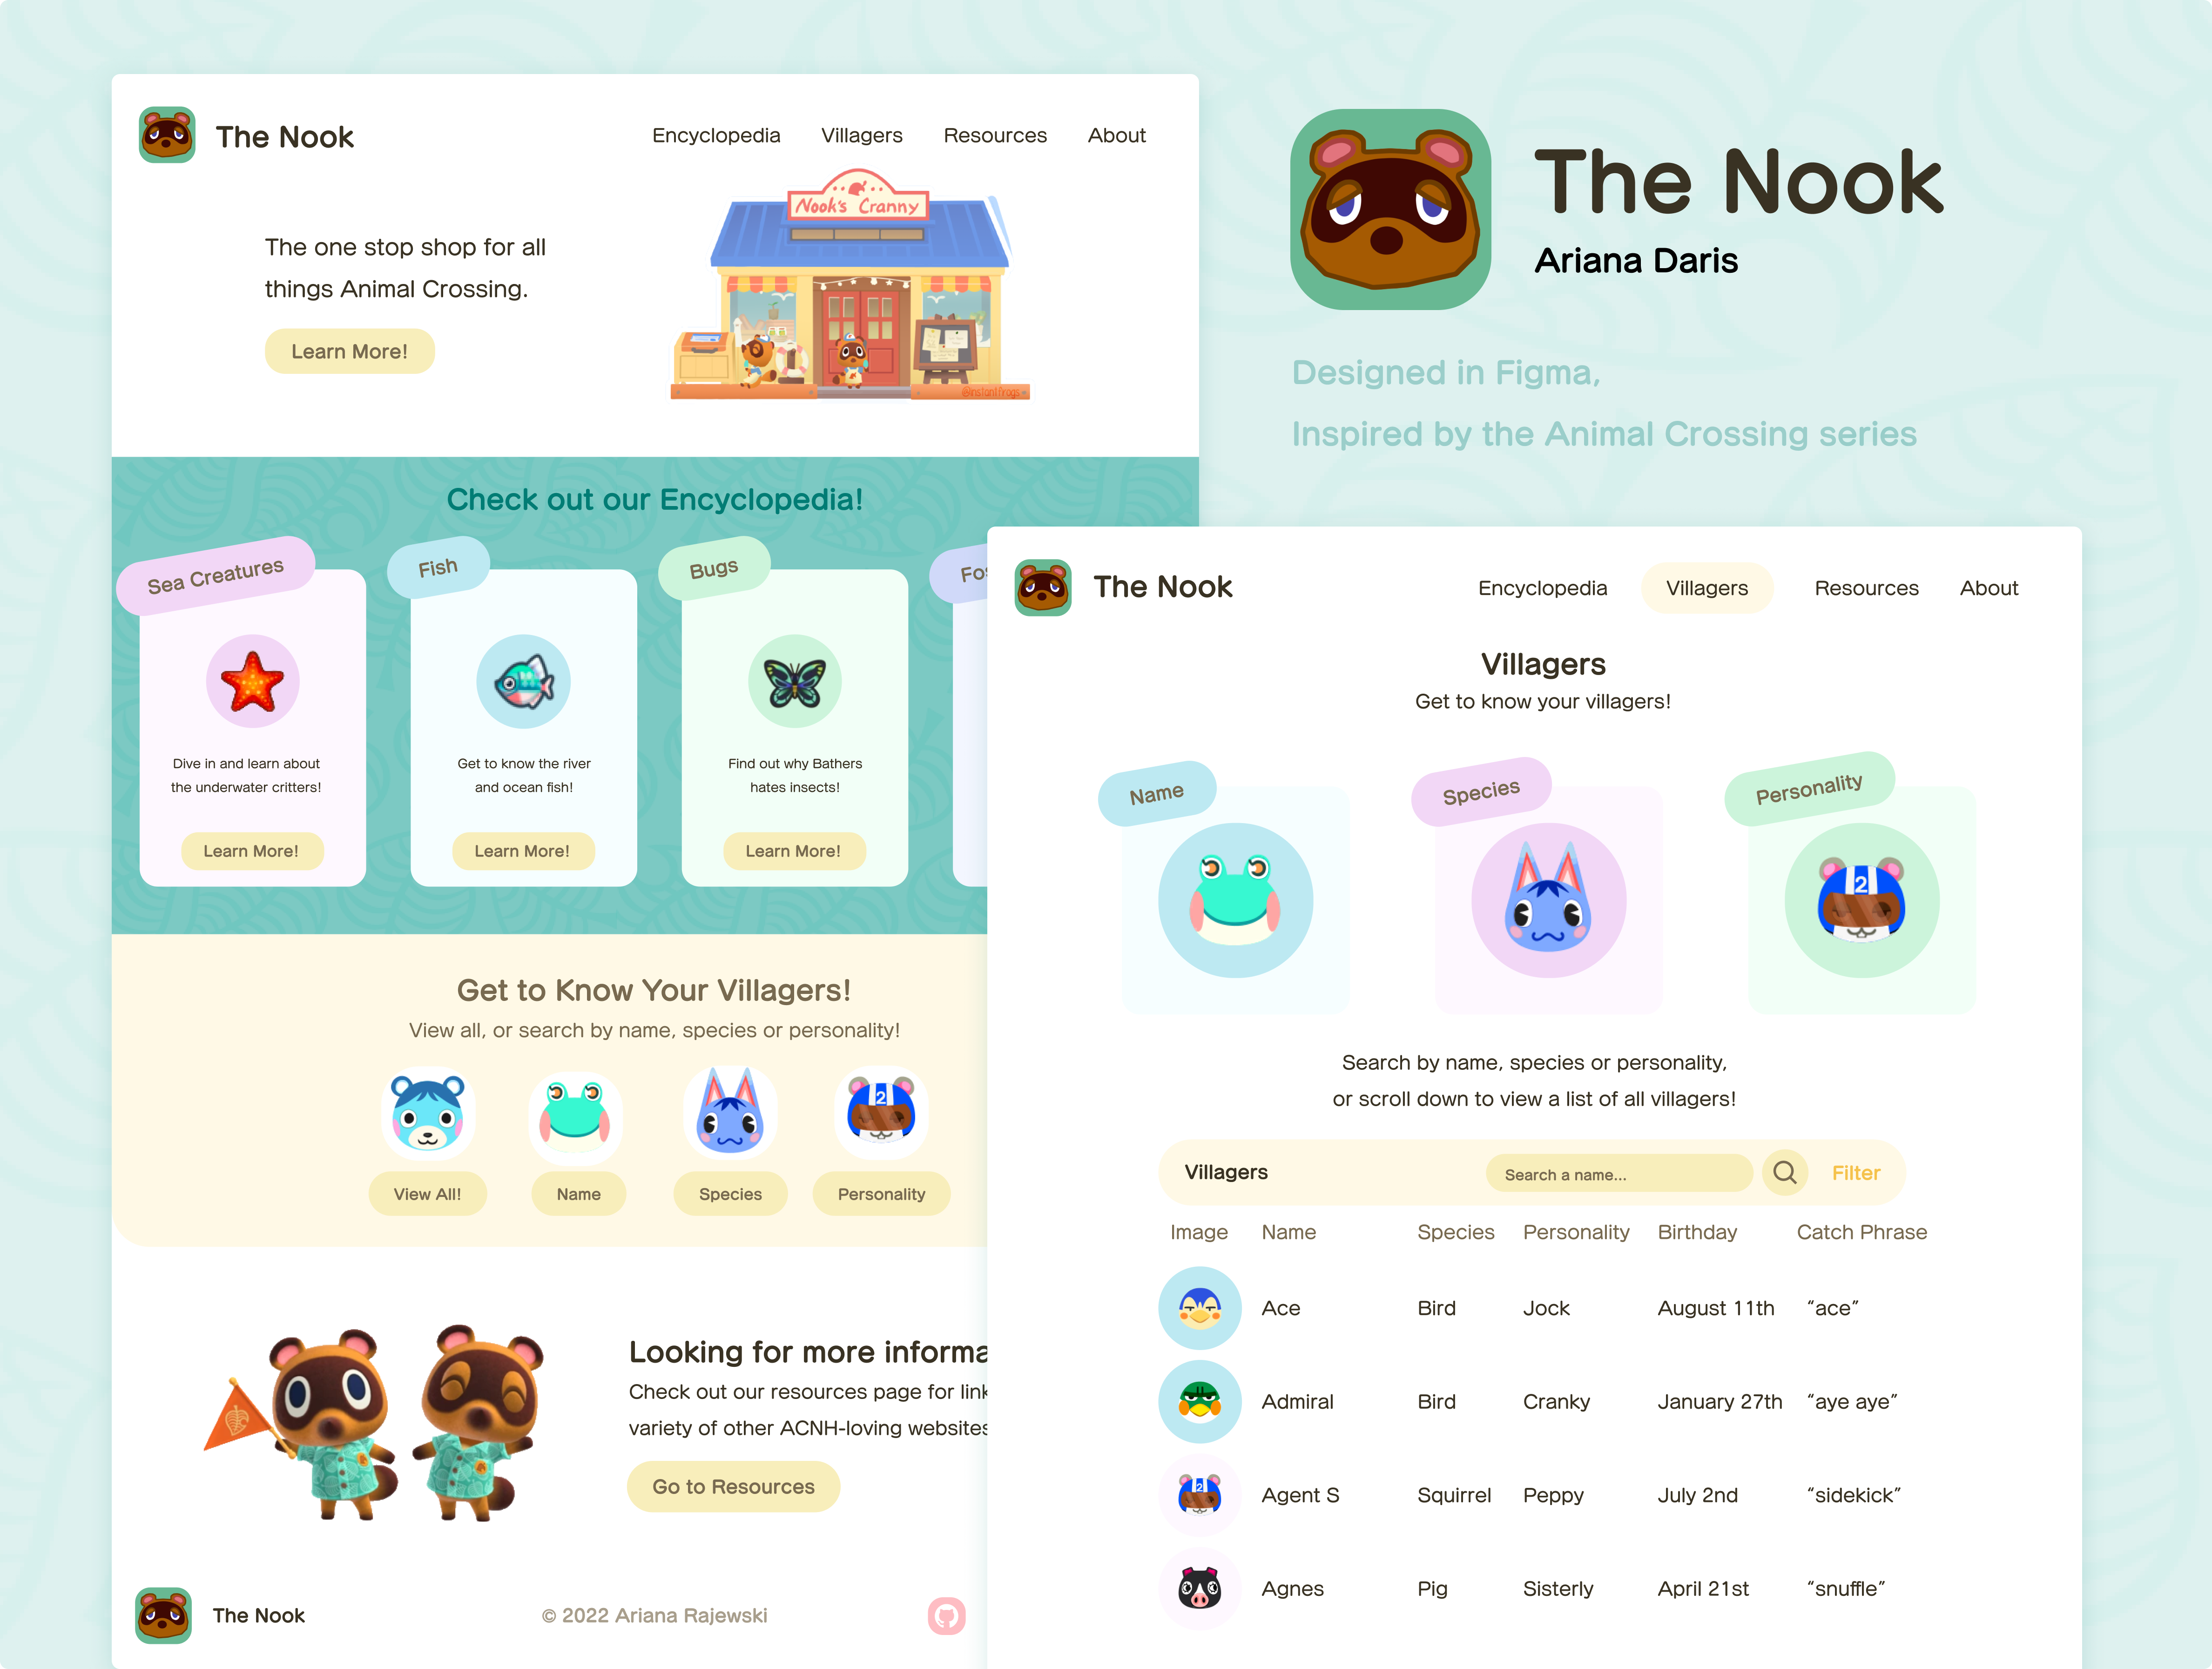 The Nook
Encyclopedia Villagers Resources About
Nook's Cranny
The one stop shop for all
things Animal Crossing.
Learn More!
@instantfrogs
The Nook
Ariana Daris
Designed in Figma,
Inspired by the Animal Crossing series
Check out our Encyclopedia!
Sea Creatures
Dive in and learn about
the underwater critters!
Learn More!
Fish
Get to know the river
and ocean fish!
Learn More!
Bugs
Find out why Bathers
hates insects!
Learn More!
Get to Know Your Villagers!
View all, or search by name, species or personality!
2
View All! Name Species Personality
Looking for more informa
Check out our resources page for link
variety of other ACNH-loving websites
Go to Resources
The Nook
© 2022 Ariana Rajewski
The Nook
Encyclopedia Villagers Resources About
Villagers
Get to know your villagers!
Name
Species
Personality
2
Search by name, species or personality,
or scroll down to view a list of all villagers!
Villagers Search a name... Filter
Image Name Species Personality Birthday Catch Phrase
Ace Bird Jock August 11th “ace”
Admiral Bird Cranky January 27th “aye aye”
2
Agent S Squirrel Peppy July 2nd “sidekick”
Agnes Pig Sisterly April 21st “snuffle”